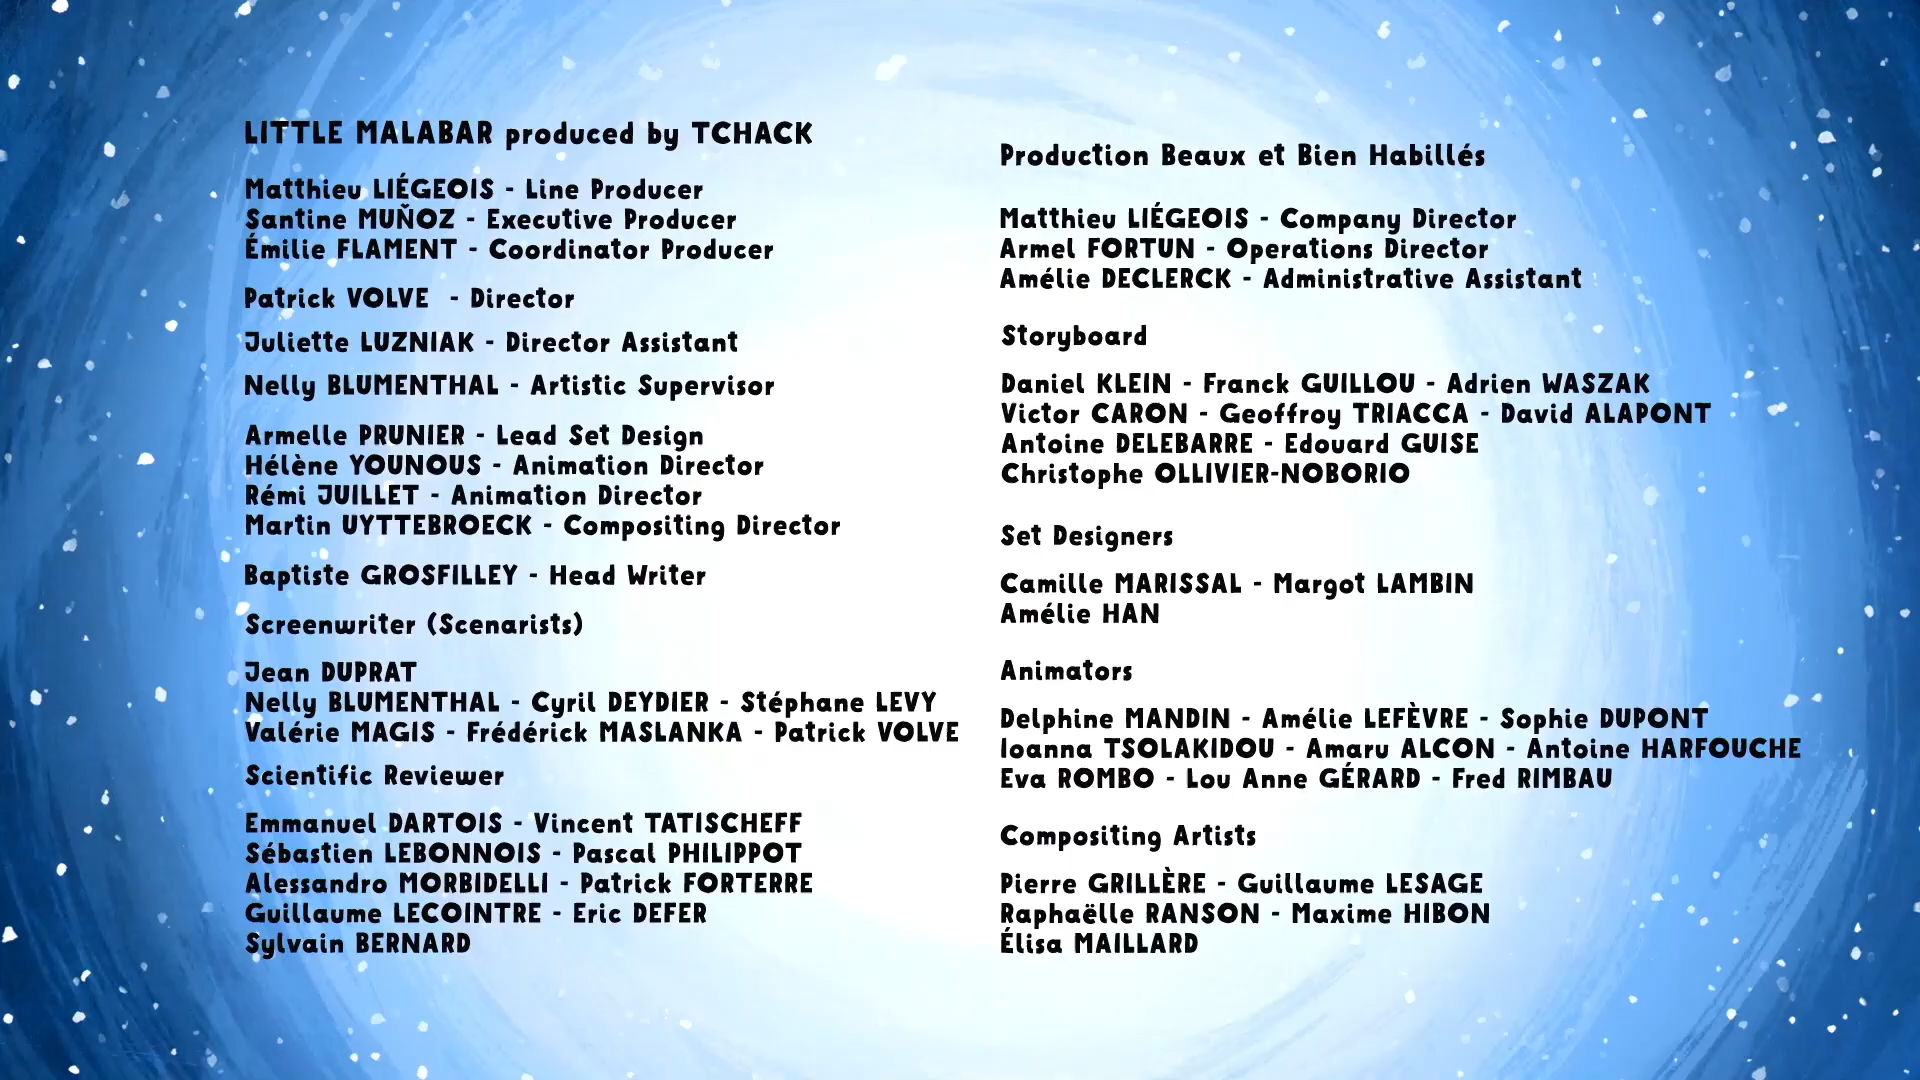 LITTLE MALABAR produced by TCHACK
Matthieu LIÉGEOIS - Line Producer
Santine MUÑOZ - Executive Producer
Émilie FLAMENT - Coordinator Producer
Patrick VOLVE - Director
Juliette LUZNIAK - Director Assistant
Nelly BLUMENTHAL - Artistic Supervisor
Armelle PRUNIER - Lead Set Design
Hélène YOUNOUS - Animation Director
Rémi JUILLET - Animation Director
Martin UYTTEBROECK - Compositing Director
Baptiste GROSFILLEY - Head Writer
Screenwriter (Scenarists)
Jean DUPRAT
Nelly BLUMENTHAL - Cyril DEYDIER - Stéphane LEVY
Valérie MAGIS - Frédérick MASLANKA - Patrick VOLVE
Scientific Reviewer
Emmanuel DARTOIS - Vincent TATISCHEFF
Sébastien LEBONNOIS - Pascal PHILIPPOT
Alessandro MORBIDELLI - Patrick FORTERRE
Guillaume LECOINTRE - Eric DEFER
Sylvain BERNARD
Production Beaux et Bien Habillés
Matthieu LIÉGEOIS - Company Director
Armel FORTUN - Operations Director
Amélie DECLERCK - Administrative Assistant
Storyboard
Daniel KLEIN - Franck GUILLOU - Adrien WASZAK
Victor CARON - Geoffroy TRIACCA - David ALAPONT
Antoine DELEBARRE - Edouard GUISE
Christophe OLLIVIER-NOBORIO
Set Designers
Camille MARISSAL - Margot LAMBIN
Amélie HAN
Animators
Delphine MANDIN - Amélie LEFÈVRE - Sophie DUPONT
Ioanna TSOLAKIDOU - Amaru ALCON - Antoine HARFOUCHE
Eva ROMBO - Lou Anne GÉRARD - Fred RIMBAU
Compositing Artists
Pierre GRILLÈRE - Guillaume LESAGE
Raphaëlle RANSON - Maxime HIBON
Élisa MAILLARD